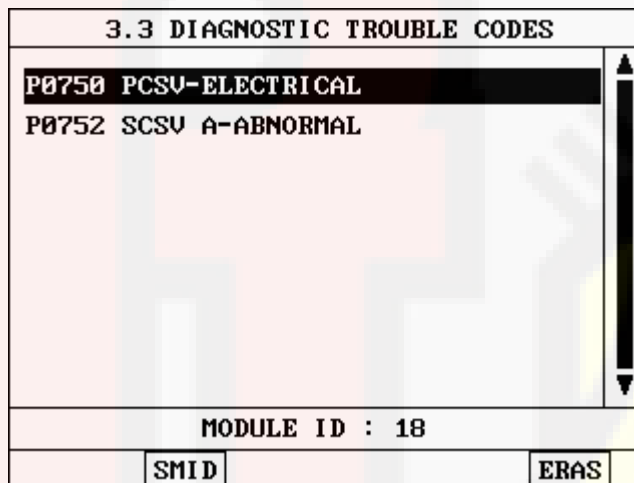 3.3 DIAGNOSTIC TROUBLE CODES
P0750 PCSV-ELECTRICAL
P0752 SCSV A-ABNORMAL
MODULE ID : 18
SMID ERAS